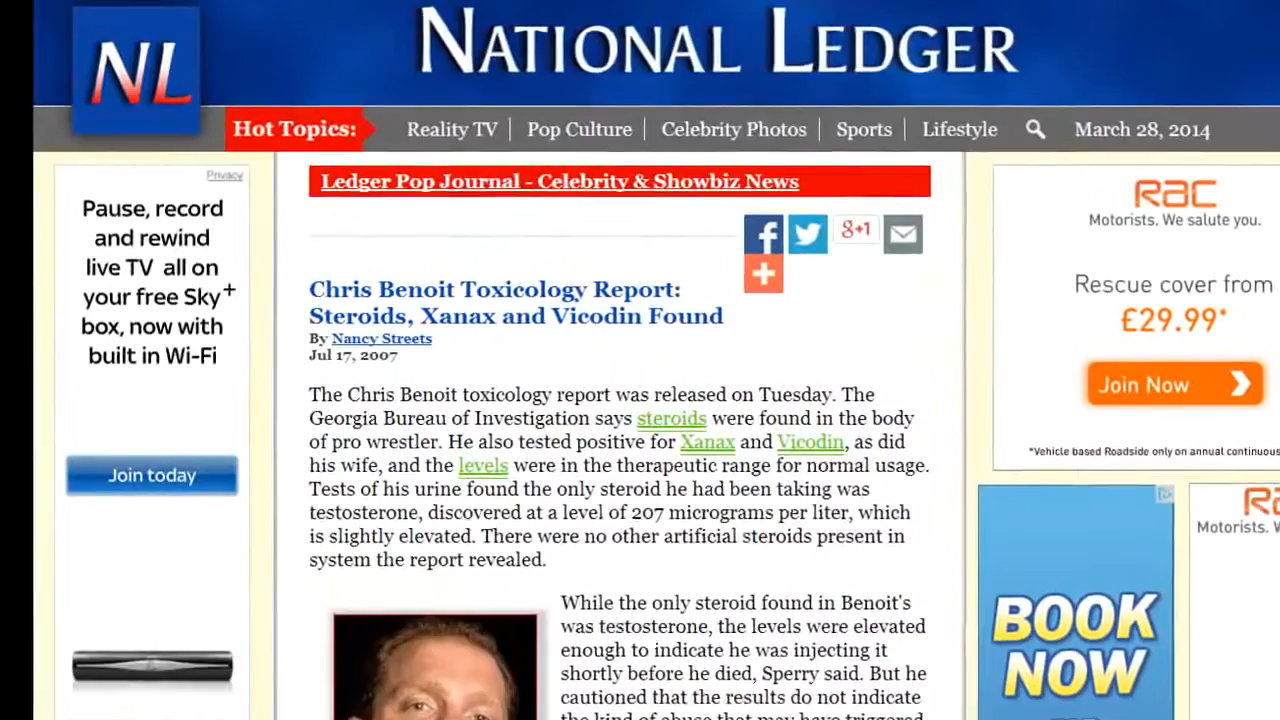 NL
NATIONAL LEDGER
Hot Topics:
Reality TV
Pop Culture
Celebrity Photos
Sports
Lifestyle
March 28, 2014
Privacy
Pause, record
and rewind
live TV all on
your free Sky+
box, now with
built in Wi-Fi
Join today
Ledger Pop Journal - Celebrity & Showbiz News
g+1
Chris Benoit Toxicology Report:
Steroids, Xanax and Vicodin Found
By Nancy Streets
Jul 17, 2007
The Chris Benoit toxicology report was released on Tuesday. The
Georgia Bureau of Investigation says steroids were found in the body
of pro wrestler. He also tested positive for Xanax and Vicodin, as did
his wife, and the levels were in the therapeutic range for normal usage.
Tests of his urine found the only steroid he had been taking was
testosterone, discovered at a level of 207 micrograms per liter, which
is slightly elevated. There were no other artificial steroids present in
system the report revealed.
While the only steroid found in Benoit's
was testosterone, the levels were elevated
enough to indicate he was injecting it
shortly before he died, Sperry said. But he
cautioned that the results do not indicate
the kind of abuse that may have triggered
RAC
Motorists. We salute you.
Rescue cover from
£29.99*
Join Now
*Vehicle based Roadside only on annual continuous
BOOK
NOW
Motorists.